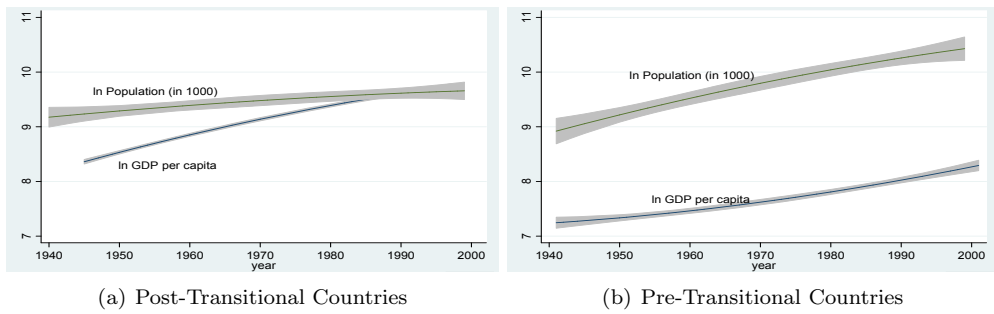 11
10
9
8
7
ln Population (in 1000)
ln GDP per capita
1940 1950 1960 1970 1980 1990 2000
year
(a) Post-Transitional Countries
11
10
9
8
7
ln Population (in 1000)
ln GDP per capita
1940 1950 1960 1970 1980 1990 2000
year
(b) Pre-Transitional Countries